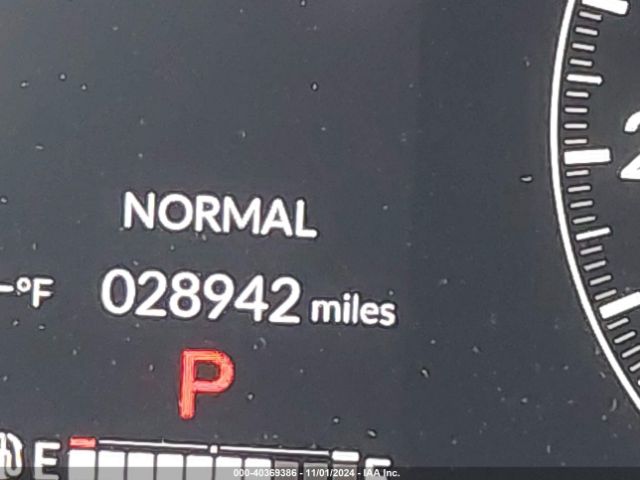 NORMAL
--°F
028942 miles
P
E
000-40369386 - 11/01/2024 - IAA Inc.